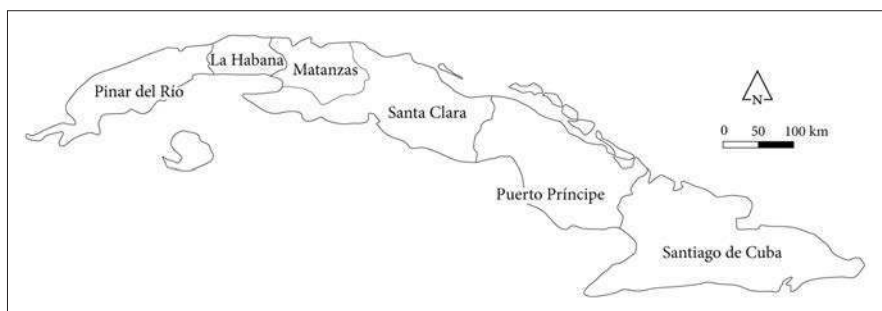 La Habana
Matanzas
Pinar del Río
Santa Clara
N
0 50 100 km
Puerto Príncipe
Santiago de Cuba